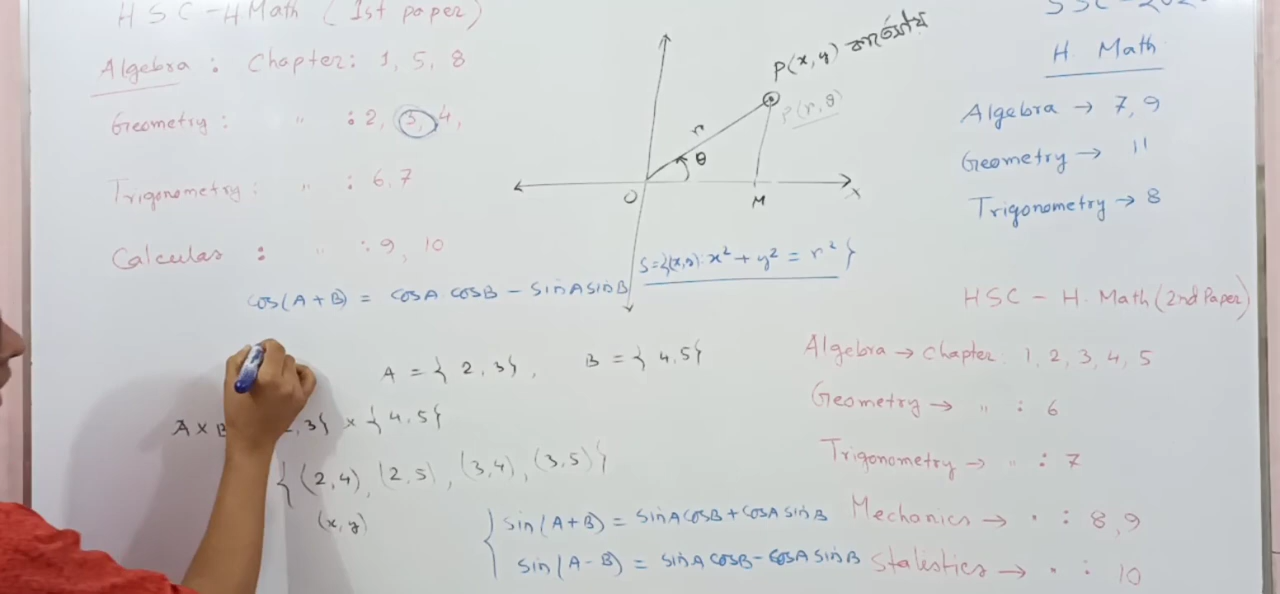 HSC - HMath (1st paper)
Algebra : Chapter: 1, 5, 8
Geometry : " : 2, 3, 4,
Trigonometry : " : 6, 7
Calculas : " : 9, 10
P(x, y) কার্তেসীয়
P(r, θ)
r
θ
O
M
X
S={(x,y): x² + y² = r²}
cos(A+B) = cosA cosB - sinA sinB
A = {2, 3}, B = {4, 5}
A × B , 3} × {4, 5}
{(2,4), (2,5), (3,4), (3,5)}
(x, y)
sin(A+B) = sinA cosB + cosA sinB
sin(A-B) = sinA cosB - cosA sinB
H. Math
Algebra → 7, 9
Geometry → 11
Trigonometry → 8
HSC - H. Math (2nd Paper)
Algebra → chapter: 1, 2, 3, 4, 5
Geometry → " : 6
Trigonometry → " : 7
Mechanics → " : 8, 9
Statistics → " : 10